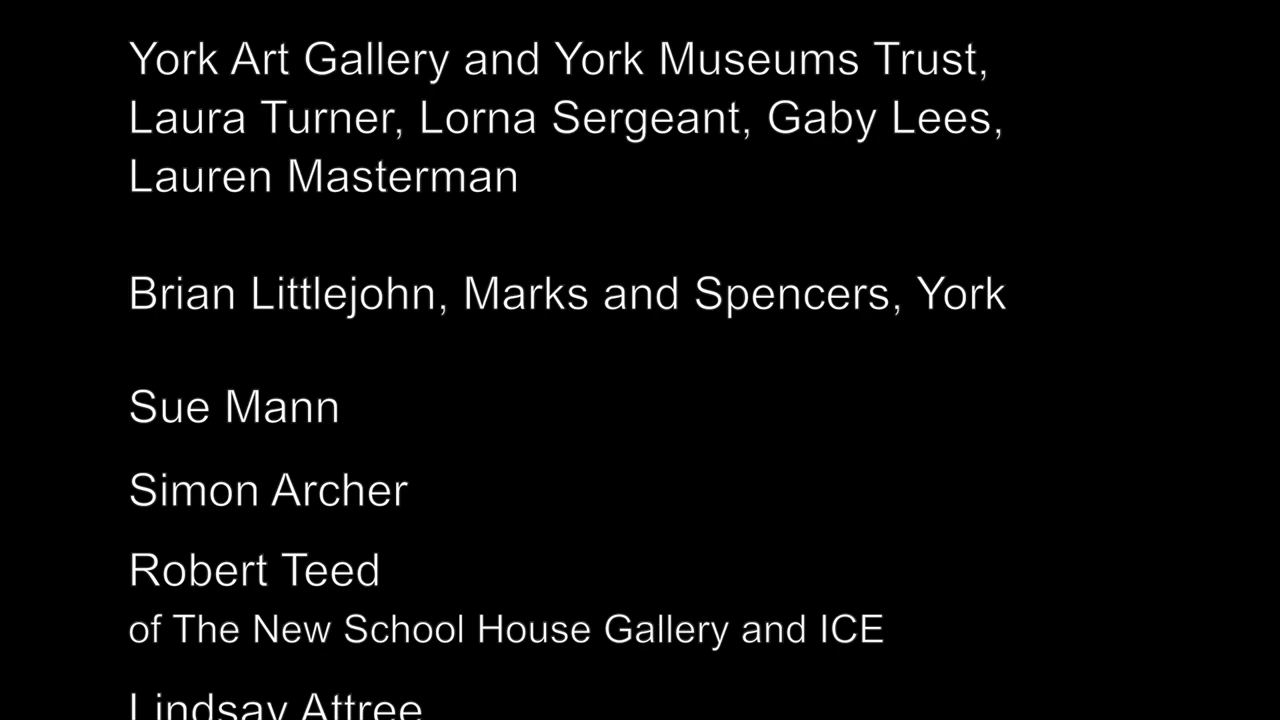 York Art Gallery and York Museums Trust,
Laura Turner, Lorna Sergeant, Gaby Lees,
Lauren Masterman
Brian Littlejohn, Marks and Spencers, York
Sue Mann
Simon Archer
Robert Teed
of The New School House Gallery and ICE
Lindsay Attree